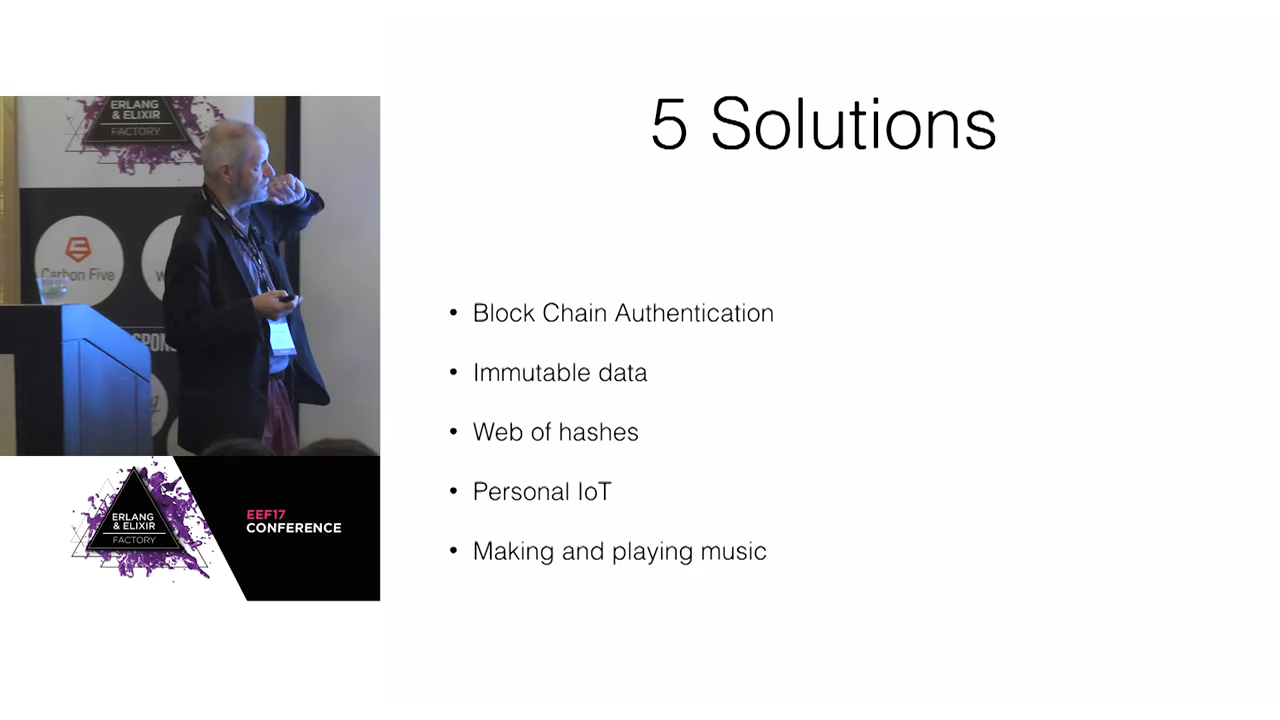 ERLANG
& ELIXIR
FACTORY
Carbon Five
5 Solutions
• Block Chain Authentication
• Immutable data
• Web of hashes
• Personal IoT
• Making and playing music
ERLANG
& ELIXIR
FACTORY
EEF17
CONFERENCE